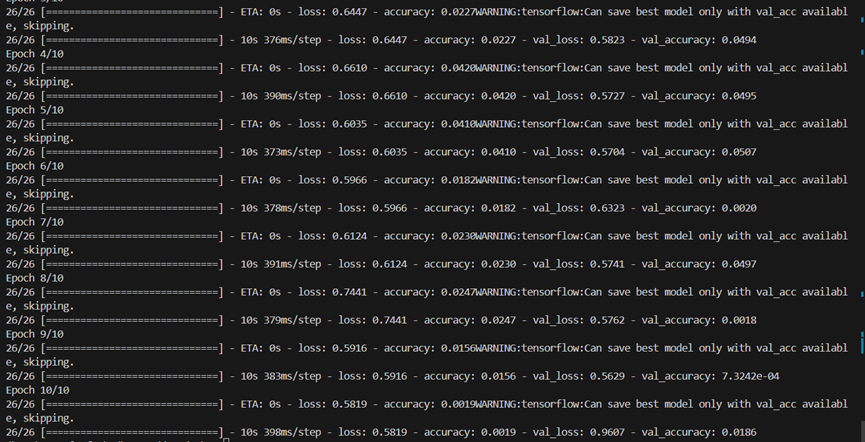 26/26 [==============================] - ETA: 0s - loss: 0.6447 - accuracy: 0.0227WARNING:tensorflow:Can save best model only with val_acc availabl
e, skipping.
26/26 [==============================] - 10s 376ms/step - loss: 0.6447 - accuracy: 0.0227 - val_loss: 0.5823 - val_accuracy: 0.0494
Epoch 4/10
26/26 [==============================] - ETA: 0s - loss: 0.6610 - accuracy: 0.0420WARNING:tensorflow:Can save best model only with val_acc availabl
e, skipping.
26/26 [==============================] - 10s 390ms/step - loss: 0.6610 - accuracy: 0.0420 - val_loss: 0.5727 - val_accuracy: 0.0495
Epoch 5/10
26/26 [==============================] - ETA: 0s - loss: 0.6035 - accuracy: 0.0410WARNING:tensorflow:Can save best model only with val_acc availabl
e, skipping.
26/26 [==============================] - 10s 373ms/step - loss: 0.6035 - accuracy: 0.0410 - val_loss: 0.5704 - val_accuracy: 0.0507
Epoch 6/10
26/26 [==============================] - ETA: 0s - loss: 0.5966 - accuracy: 0.0182WARNING:tensorflow:Can save best model only with val_acc availabl
e, skipping.
26/26 [==============================] - 10s 378ms/step - loss: 0.5966 - accuracy: 0.0182 - val_loss: 0.6323 - val_accuracy: 0.0020
Epoch 7/10
26/26 [==============================] - ETA: 0s - loss: 0.6124 - accuracy: 0.0230WARNING:tensorflow:Can save best model only with val_acc availabl
e, skipping.
26/26 [==============================] - 10s 391ms/step - loss: 0.6124 - accuracy: 0.0230 - val_loss: 0.5741 - val_accuracy: 0.0497
Epoch 8/10
26/26 [==============================] - ETA: 0s - loss: 0.7441 - accuracy: 0.0247WARNING:tensorflow:Can save best model only with val_acc availabl
e, skipping.
26/26 [==============================] - 10s 379ms/step - loss: 0.7441 - accuracy: 0.0247 - val_loss: 0.5762 - val_accuracy: 0.0018
Epoch 9/10
26/26 [==============================] - ETA: 0s - loss: 0.5916 - accuracy: 0.0156WARNING:tensorflow:Can save best model only with val_acc availabl
e, skipping.
26/26 [==============================] - 10s 383ms/step - loss: 0.5916 - accuracy: 0.0156 - val_loss: 0.5629 - val_accuracy: 7.3242e-04
Epoch 10/10
26/26 [==============================] - ETA: 0s - loss: 0.5819 - accuracy: 0.0019WARNING:tensorflow:Can save best model only with val_acc availabl
e, skipping.
26/26 [==============================] - 10s 398ms/step - loss: 0.5819 - accuracy: 0.0019 - val_loss: 0.9607 - val_accuracy: 0.0186